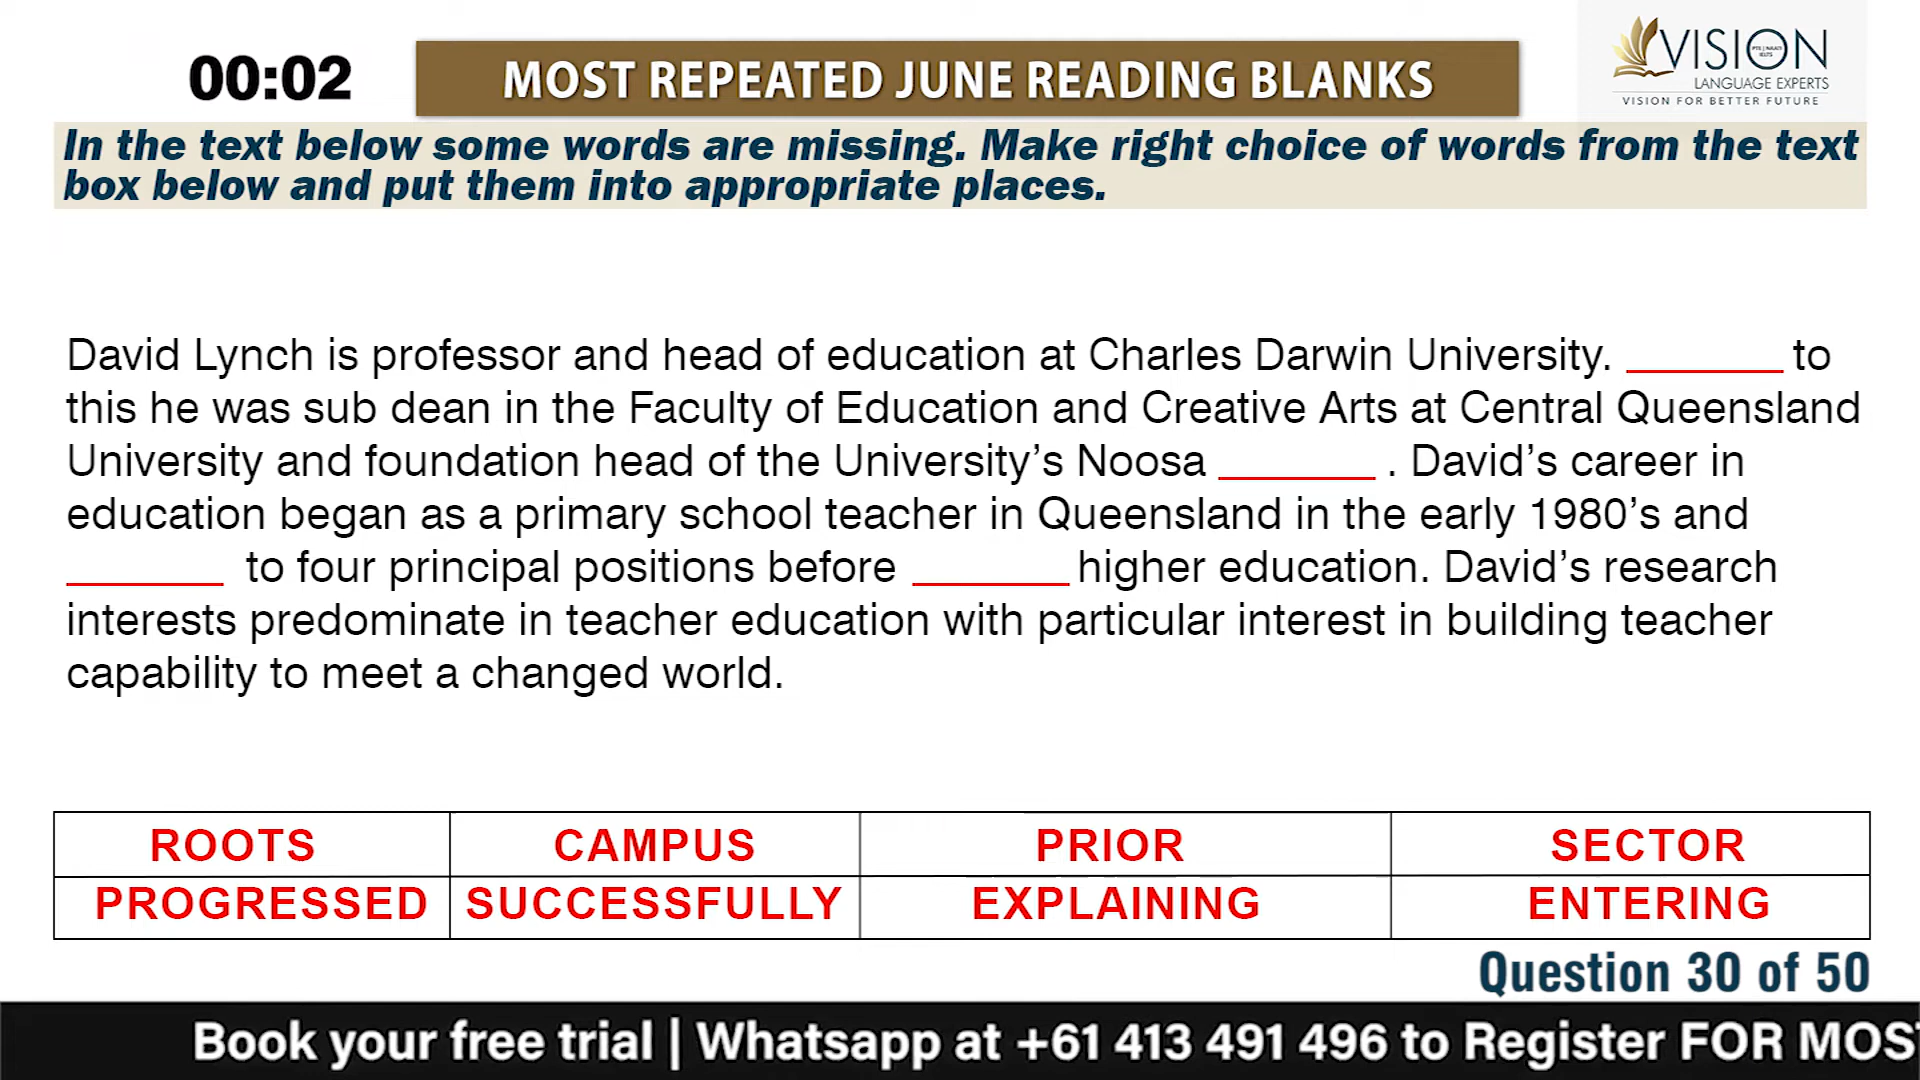 00:02
MOST REPEATED JUNE READING BLANKS
VISION
PTE | NAATI
IELTS
LANGUAGE EXPERTS
VISION FOR BETTER FUTURE
In the text below some words are missing. Make right choice of words from the text
box below and put them into appropriate places.
David Lynch is professor and head of education at Charles Darwin University. ______ to
this he was sub dean in the Faculty of Education and Creative Arts at Central Queensland
University and foundation head of the University’s Noosa ______ . David’s career in
education began as a primary school teacher in Queensland in the early 1980’s and
______ to four principal positions before ______ higher education. David’s research
interests predominate in teacher education with particular interest in building teacher
capability to meet a changed world.
ROOTS CAMPUS PRIOR SECTOR
PROGRESSED SUCCESSFULLY EXPLAINING ENTERING
Question 30 of 50
Book your free trial | Whatsapp at +61 413 491 496 to Register FOR MOS